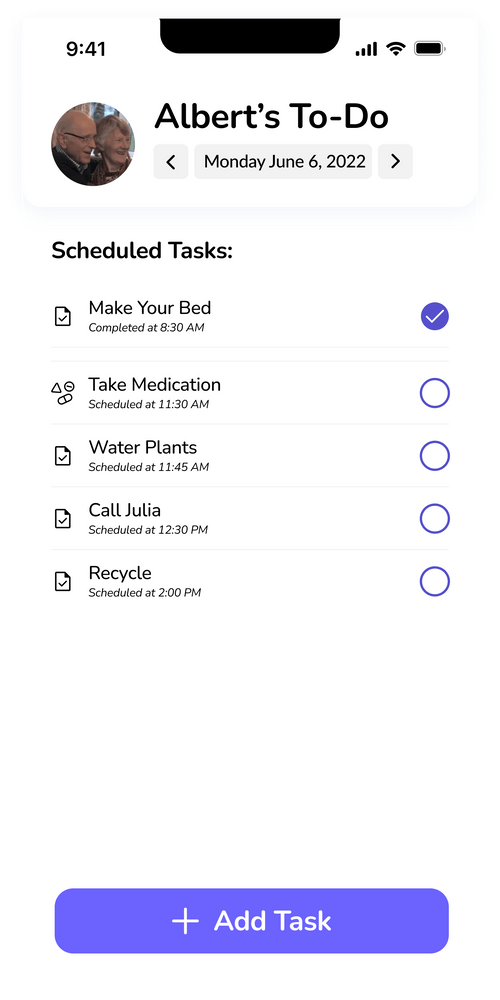 9:41
Albert’s To-Do
Monday June 6, 2022
Scheduled Tasks:
Make Your Bed
Completed at 8:30 AM
Take Medication
Scheduled at 11:30 AM
Water Plants
Scheduled at 11:45 AM
Call Julia
Scheduled at 12:30 PM
Recycle
Scheduled at 2:00 PM
Add Task